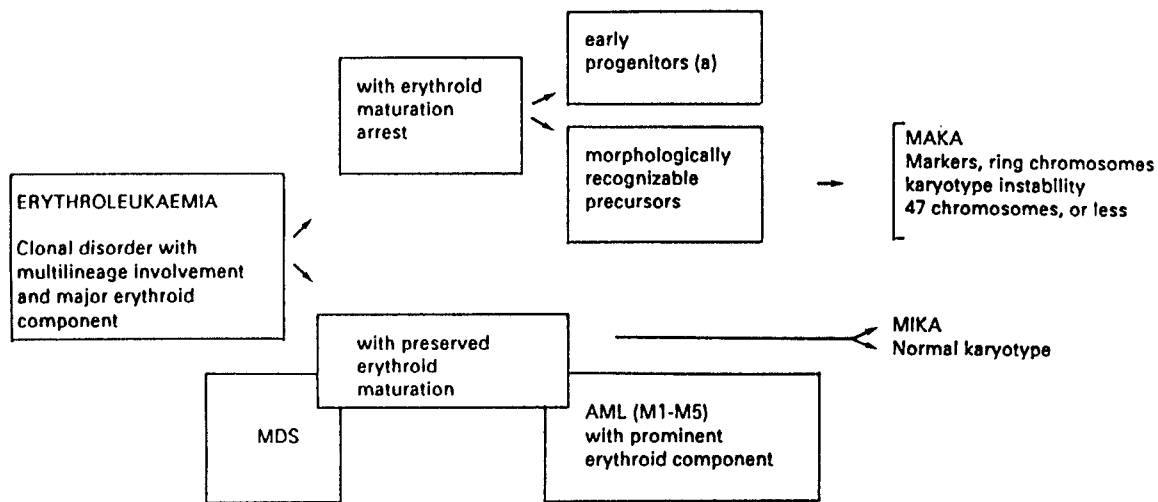 ERYTHROLEUKAEMIA
Clonal disorder with
multilineage involvement
and major erythroid
component
with erythroid
maturation
arrest
early
progenitors (a)
morphologically
recognizable
precursors
MAKA
Markers, ring chromosomes
karyotype instability
47 chromosomes, or less
with preserved
erythroid
maturation
MIKA
Normal karyotype
MDS
AML (M1-M5)
with prominent
erythroid component